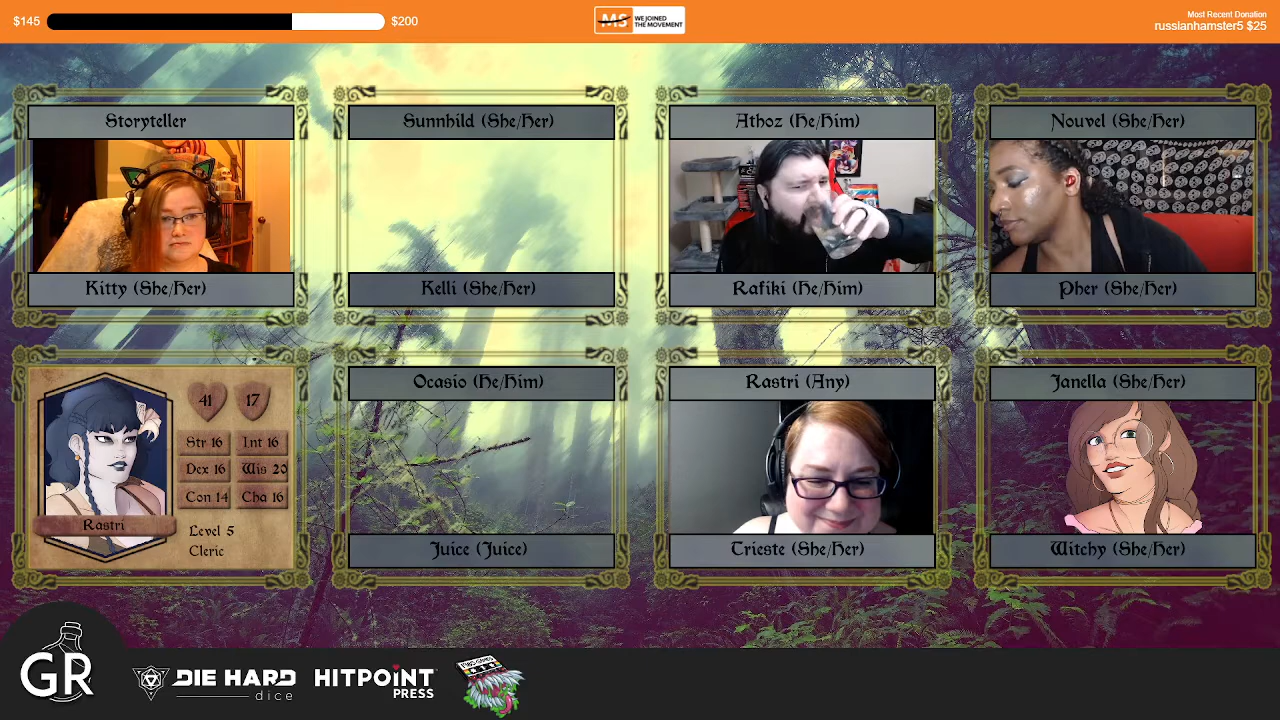 $145
$200
MS
WE JOINED
THE MOVEMENT
Most Recent Donation
russianhamster5 $25
Storyteller
Kitty (She/Her)
Sunnhild (She/Her)
Kelli (She/Her)
Athoz (He/Him)
Rafiki (He/Him)
Nouvel (She/Her)
Pher (She/Her)
41
17
Str 16
Int 16
Dex 16
Wis 20
Con 14
Cha 16
Rastri
Level 5
Cleric
Ocasio (He/Him)
Juice (Juice)
Rastri (Any)
Trieste (She/Her)
Janella (She/Her)
Witchy (She/Her)
GR
DIE HARD
dice
HITPOINT
PRESS